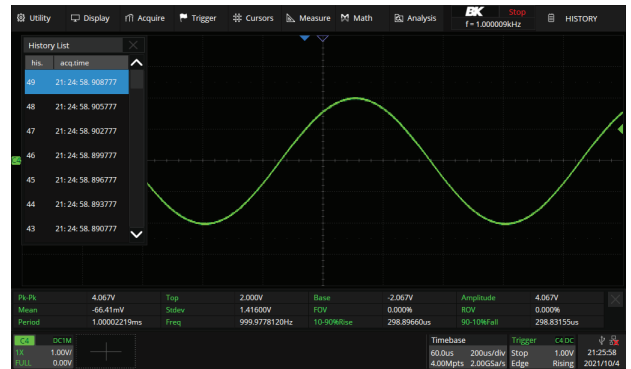 Utility Display Acquire Trigger Cursors Measure Math Analysis BK Stop HISTORY
f = 1.000009kHz
History List
his. acq.time
49 21: 24: 58. 908777
48 21: 24: 58. 905777
47 21: 24: 58. 902777
46 21: 24: 58. 899777
45 21: 24: 58. 896777
44 21: 24: 58. 893777
43 21: 24: 58. 890777
C4
Pk-Pk 4.067V Top 2.000V Base -2.067V Amplitude 4.067V
Mean -66.41mV Stdev 1.41600V FOV 0.000% ROV 0.000%
Period 1.00002219ms Freq 999.9778120Hz 10-90%Rise 298.89660us 90-10%Fall 298.83155us
C4 DC1M Timebase Trigger C4 DC
1X 1.00V/ 60.0us 200us/div Stop 1.00V 21:25:58
FULL 0.00V 4.00Mpts 2.00GSa/s Edge Rising 2021/10/4